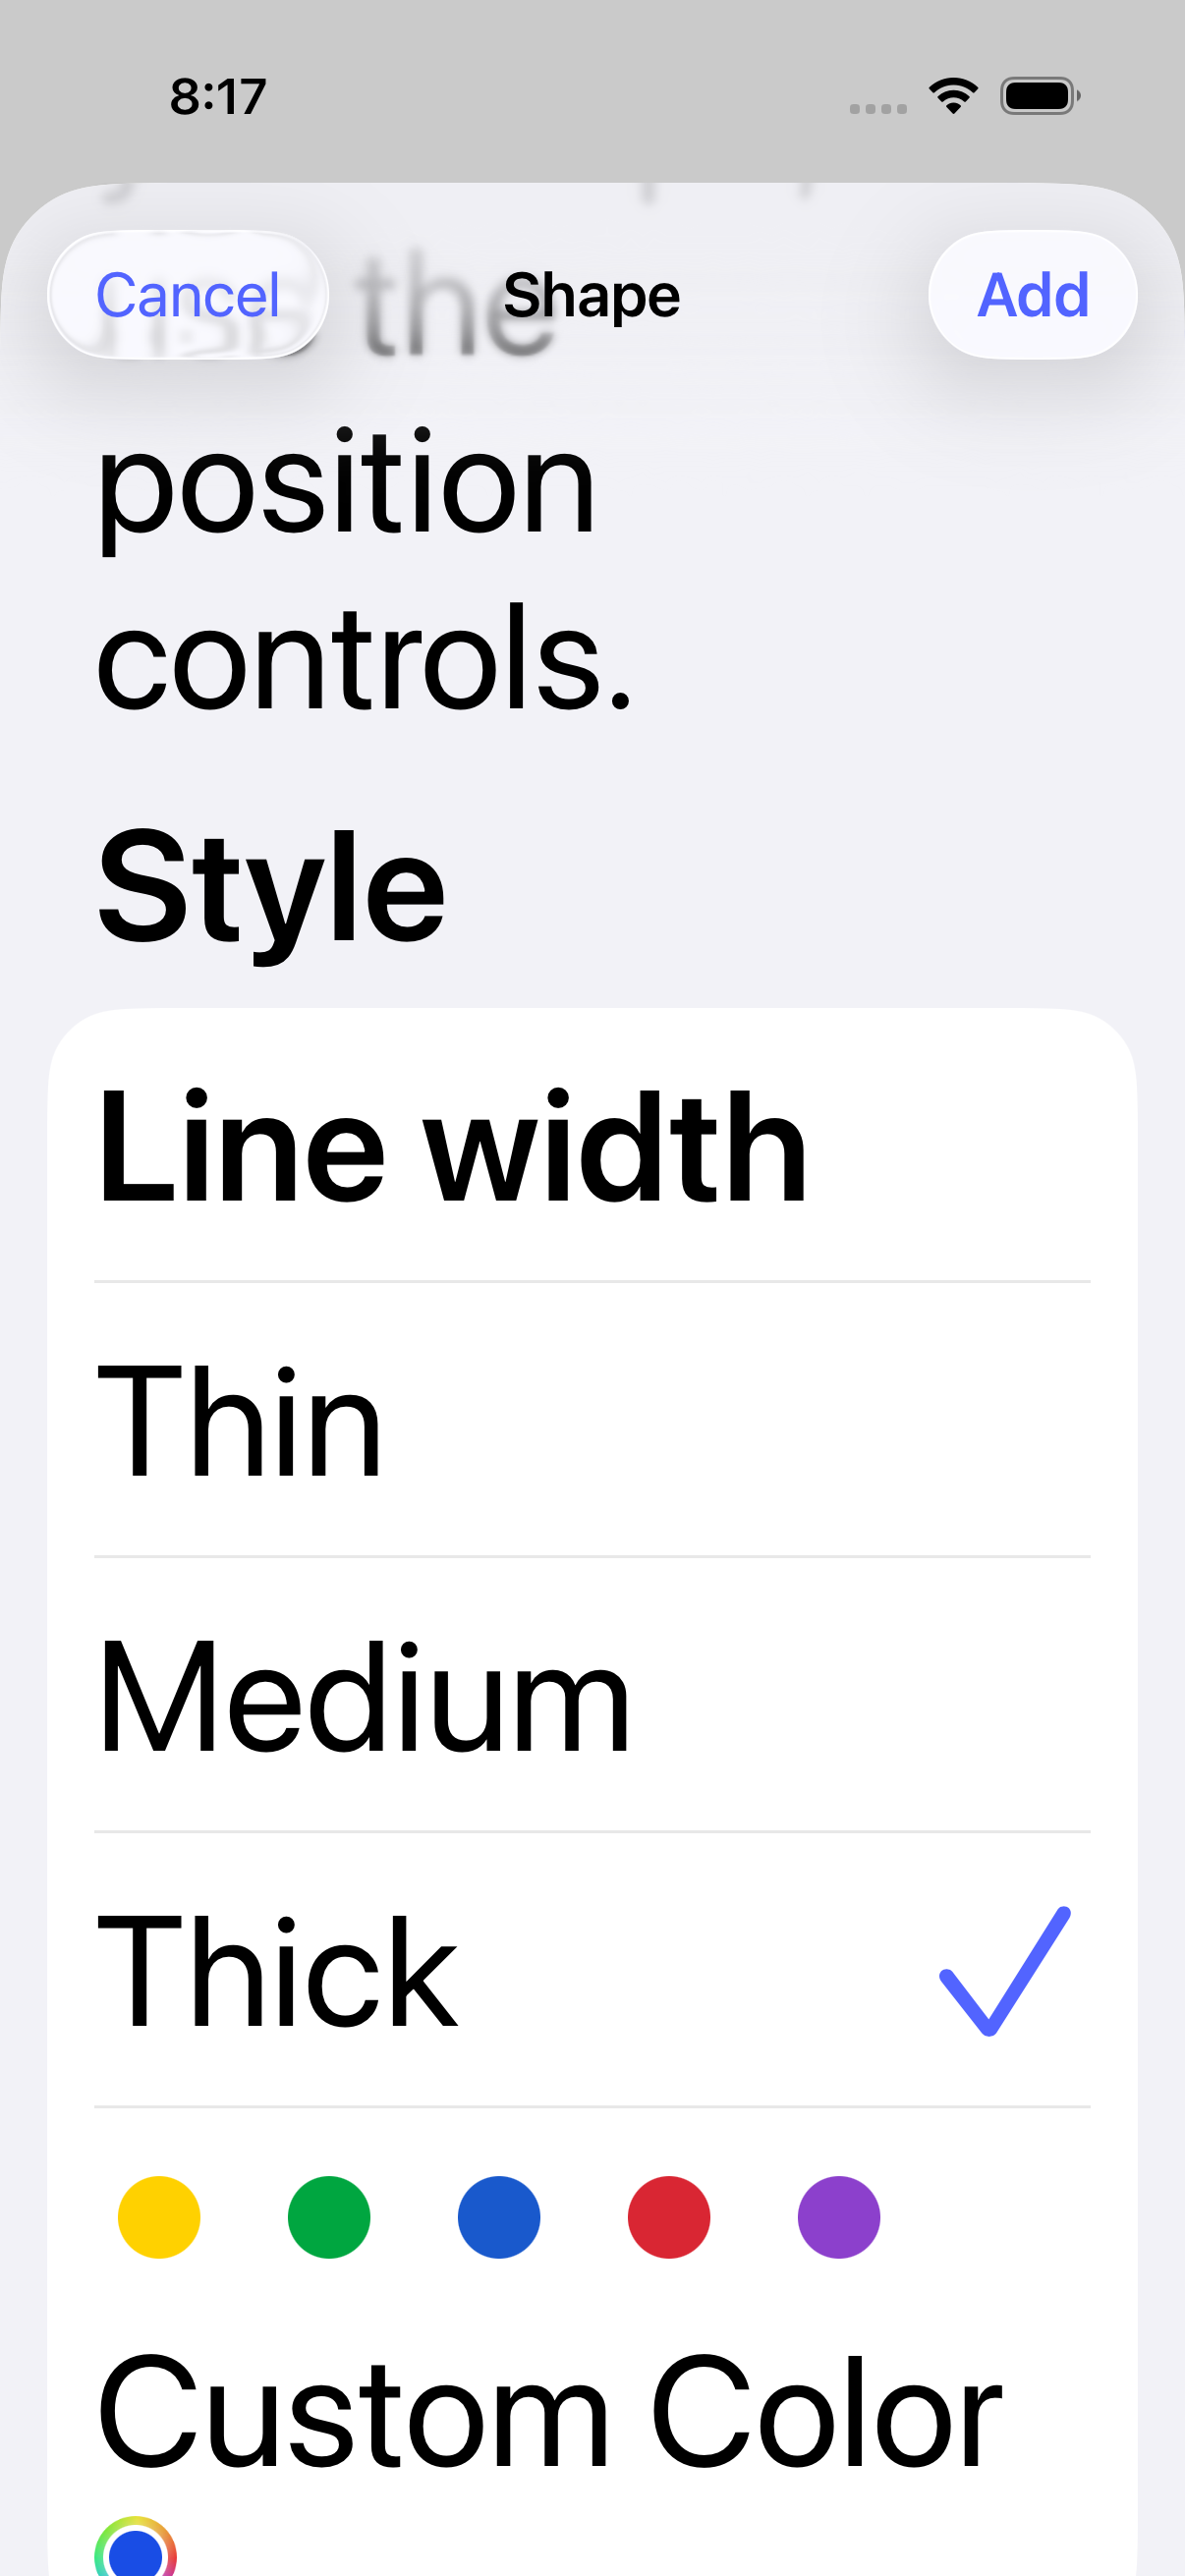 8:17
Cancel
Shape
Add
the
position
controls.
Style
Line width
Thin
Medium
Thick
Custom Color